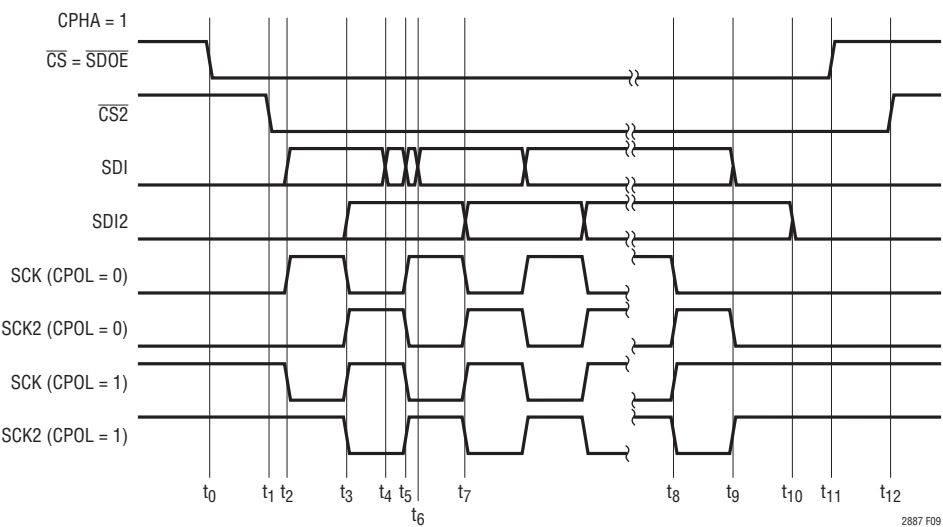 CPHA = 1
CS = SDOE
CS2
SDI
SDI2
SCK (CPOL = 0)
SCK2 (CPOL = 0)
SCK (CPOL = 1)
SCK2 (CPOL = 1)
t0 t1 t2 t3 t4 t5 t6 t7 t8 t9 t10 t11 t12
2887 F09